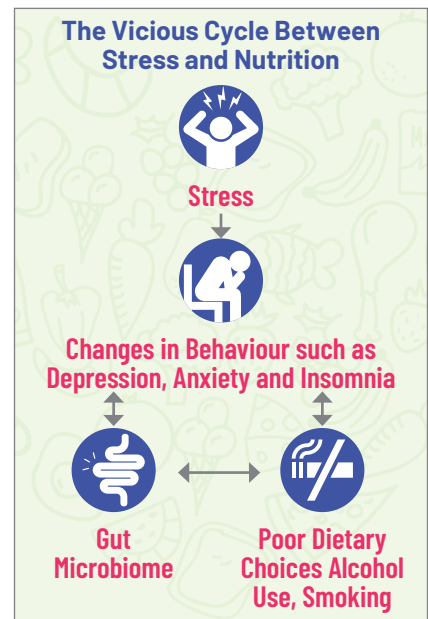 The Vicious Cycle Between
Stress and Nutrition
Stress
Changes in Behaviour such as
Depression, Anxiety and Insomnia
Gut
Microbiome
Poor Dietary
Choices Alcohol
Use, Smoking